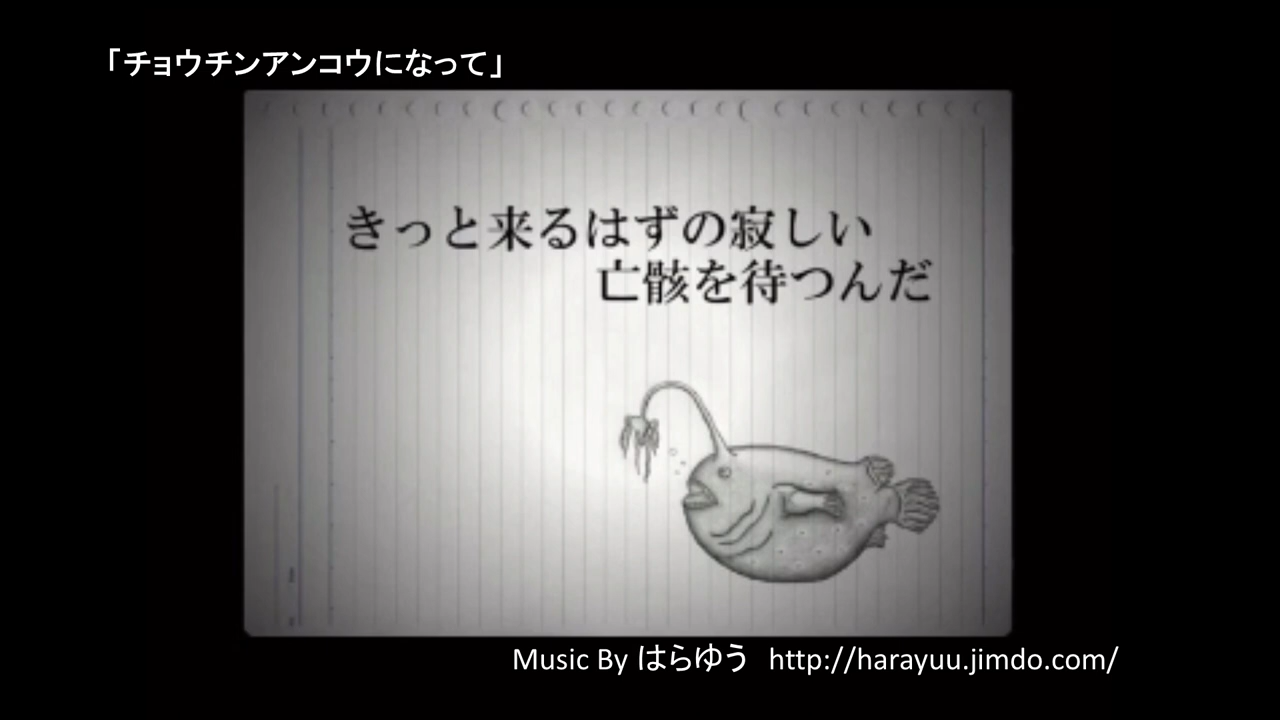 「チョウチンアンコウになって」
きっと来るはずの寂しい
亡骸を待つんだ
Music By はらゆう http://harayuu.jimdo.com/